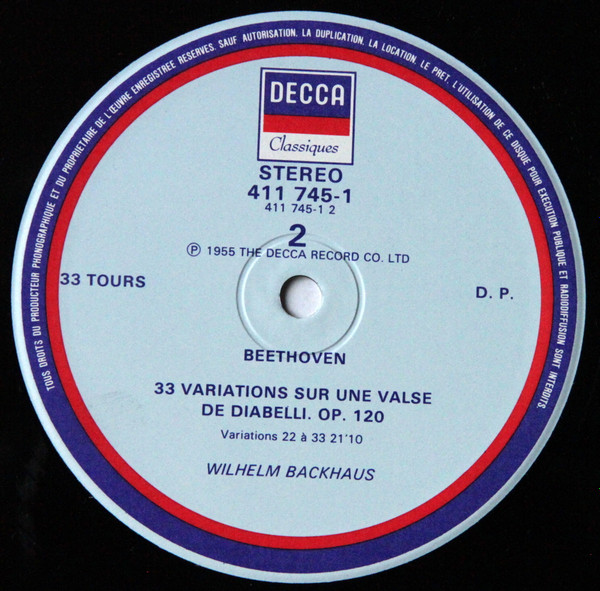 TOUS DROITS DU PRODUCTEUR PHONOGRAPHIQUE ET DU PROPRIETAIRE DE L'ŒUVRE ENREGISTREE RESERVES. SAUF AUTORISATION, LA DUPLICATION, LA LOCATION, LE PRET, L'UTILISATION DE CE DISQUE POUR EXECUTION PUBLIQUE ET RADIODIFFUSION SONT INTERDITS.
DECCA
Classiques
STEREO
411 745-1
411 745-1 2
2
℗ 1955 THE DECCA RECORD CO. LTD
33 TOURS
D. P.
BEETHOVEN
33 VARIATIONS SUR UNE VALSE
DE DIABELLI. OP. 120
Variations 22 à 33 21'10
WILHELM BACKHAUS